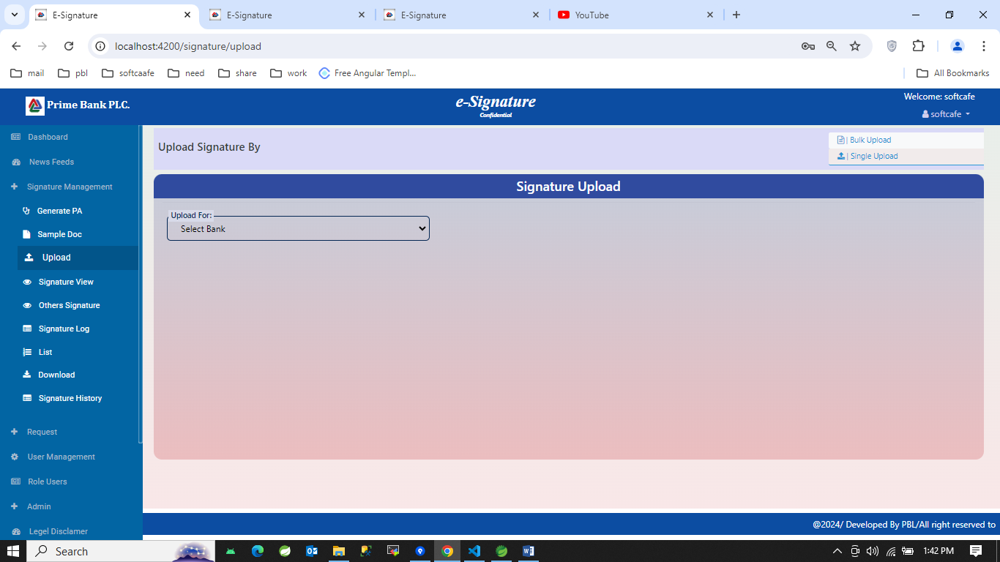 E-Signature
E-Signature
E-Signature
YouTube
localhost:4200/signature/upload
mail
pbl
softcaafe
need
share
work
Free Angular Templ...
All Bookmarks
Prime Bank PLC.
e-Signature
Confidential
Welcome: softcafe
softcafe
Dashboard
News Feeds
Signature Management
Generate PA
Sample Doc
Upload
Signature View
Others Signature
Signature Log
List
Download
Signature History
Request
User Management
Role Users
Admin
Legel Disclamer
Upload Signature By
| Bulk Upload
| Single Upload
Signature Upload
Upload For:
Select Bank
@2024/ Developed By PBL/All right reserved to
Search
1:42 PM